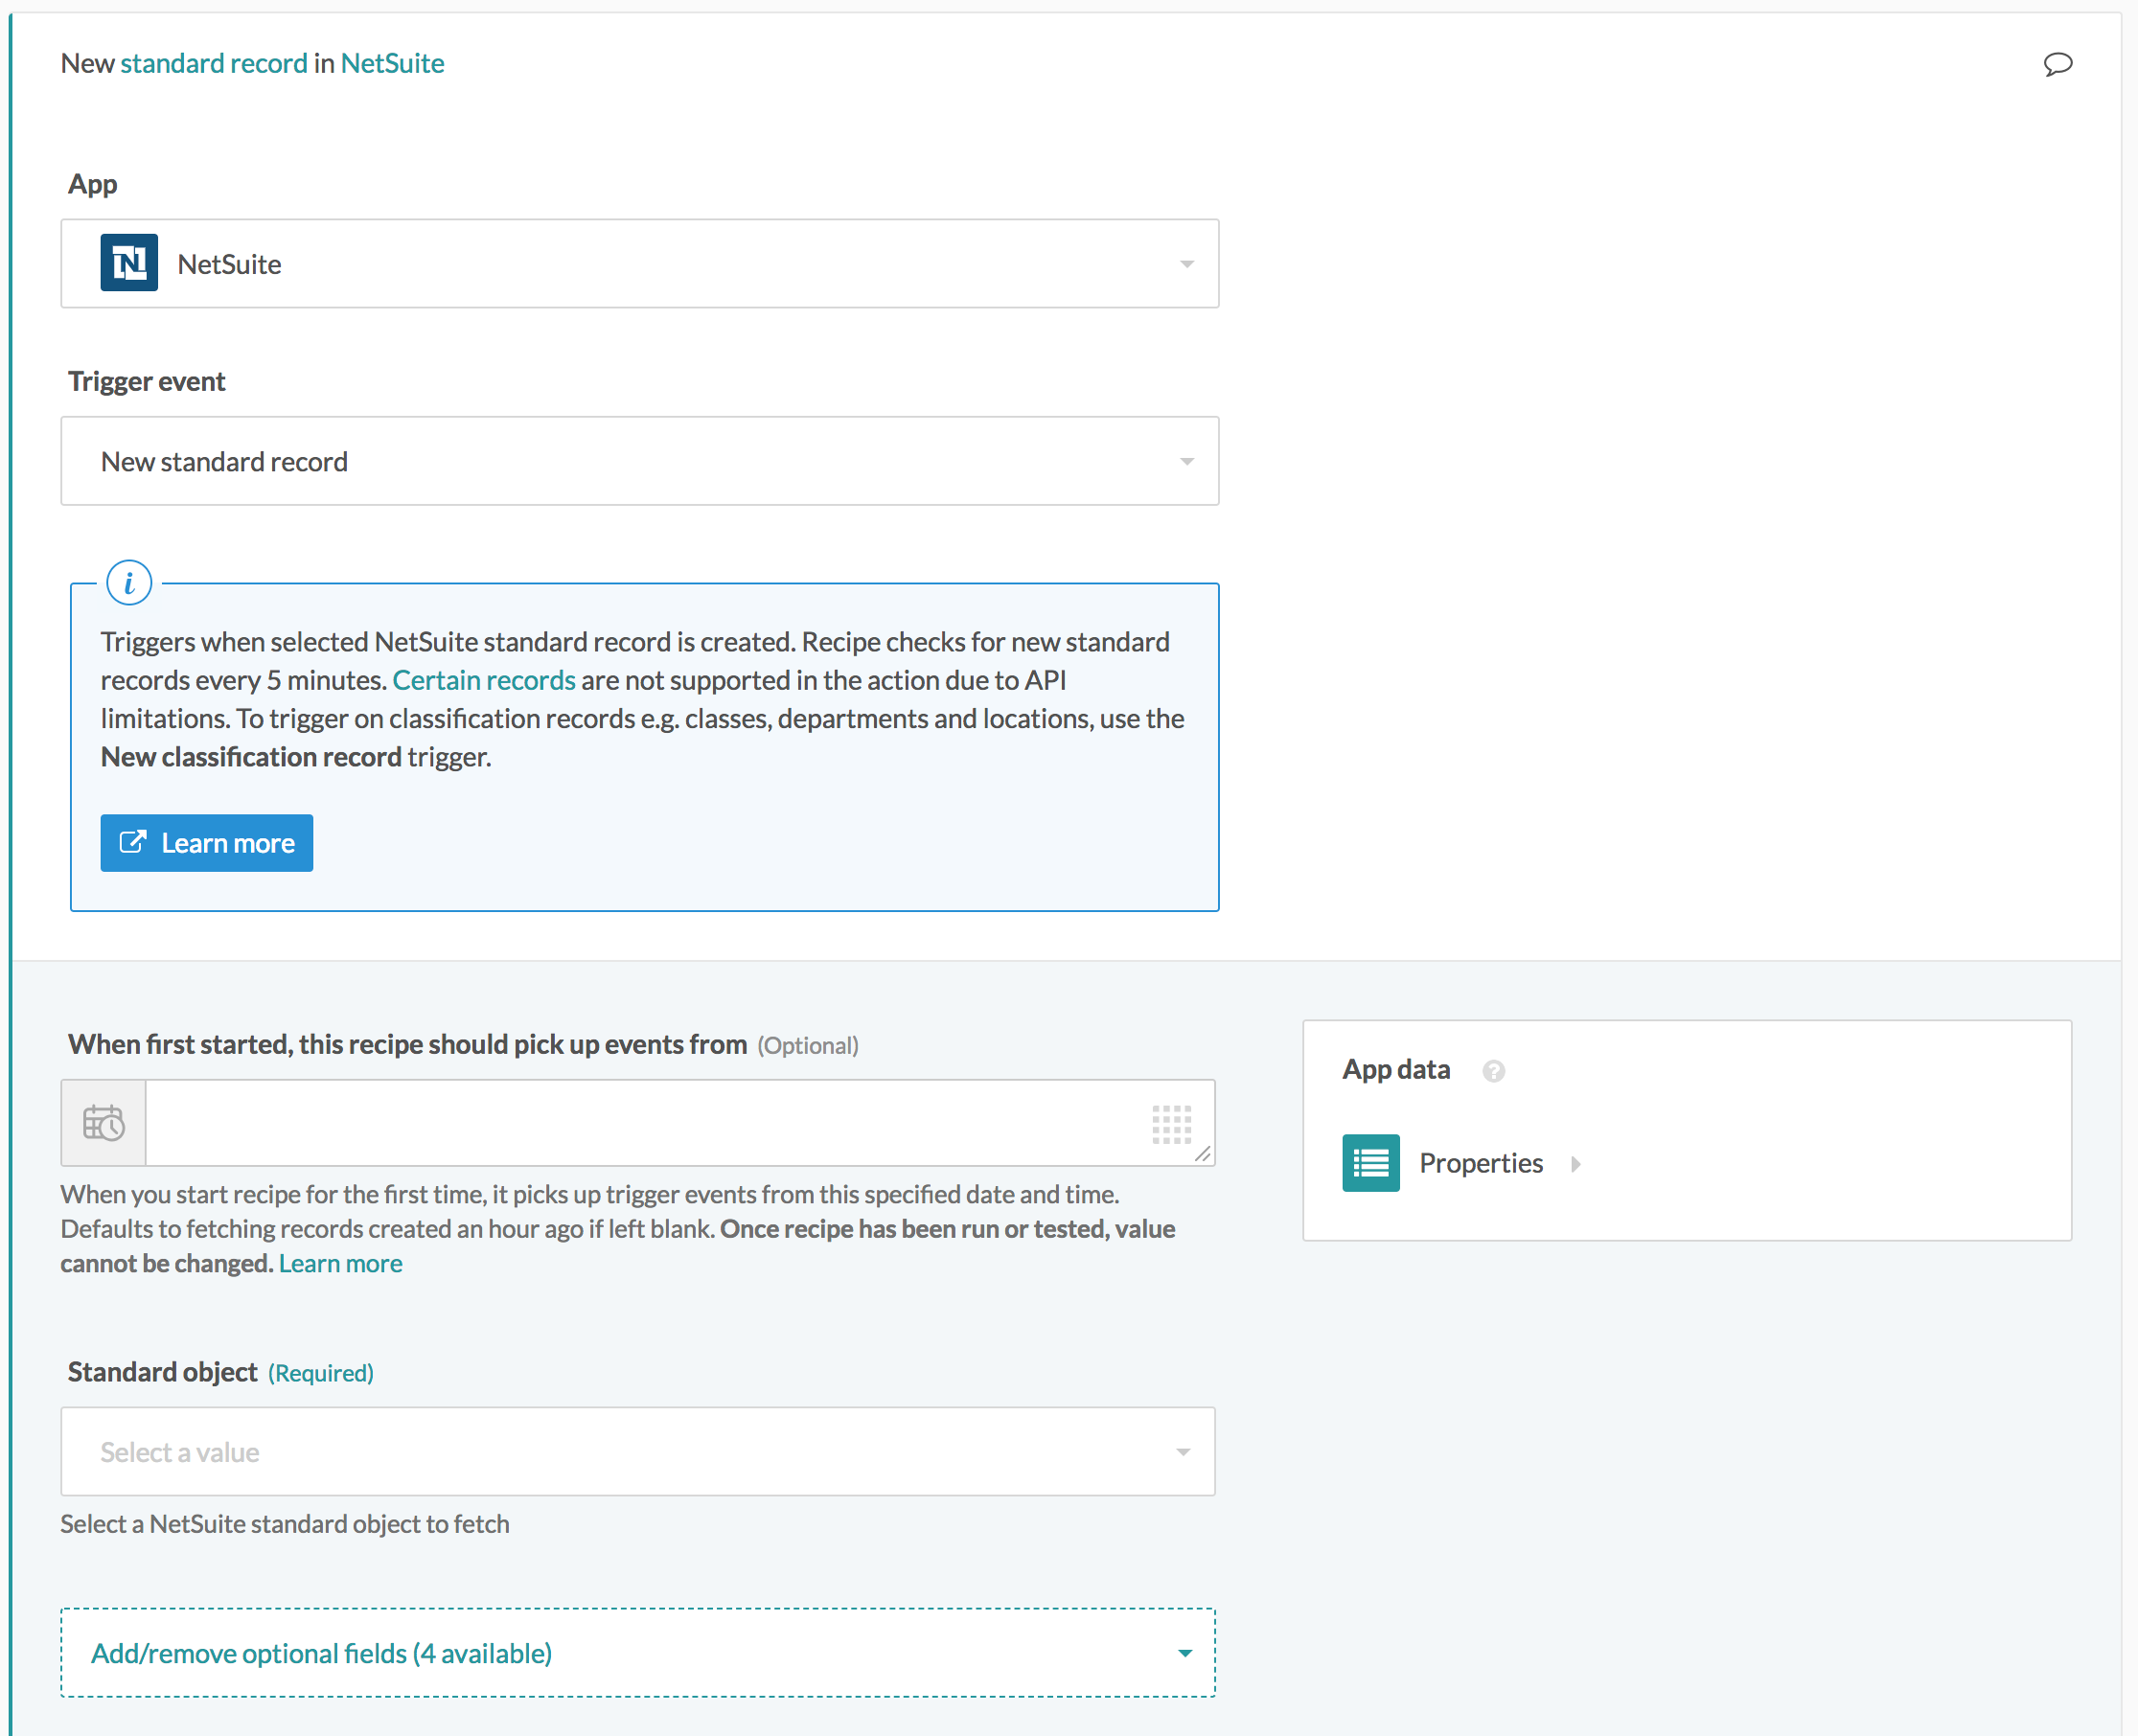 New standard record in NetSuite
App
NetSuite
Trigger event
New standard record
i
Triggers when selected NetSuite standard record is created. Recipe checks for new standard
records every 5 minutes. Certain records are not supported in the action due to API
limitations. To trigger on classification records e.g. classes, departments and locations, use the
New classification record trigger.
Learn more
When first started, this recipe should pick up events from (Optional)
When you start recipe for the first time, it picks up trigger events from this specified date and time.
Defaults to fetching records created an hour ago if left blank. Once recipe has been run or tested, value
cannot be changed. Learn more
App data ?
Properties
Standard object (Required)
Select a value
Select a NetSuite standard object to fetch
Add/remove optional fields (4 available)